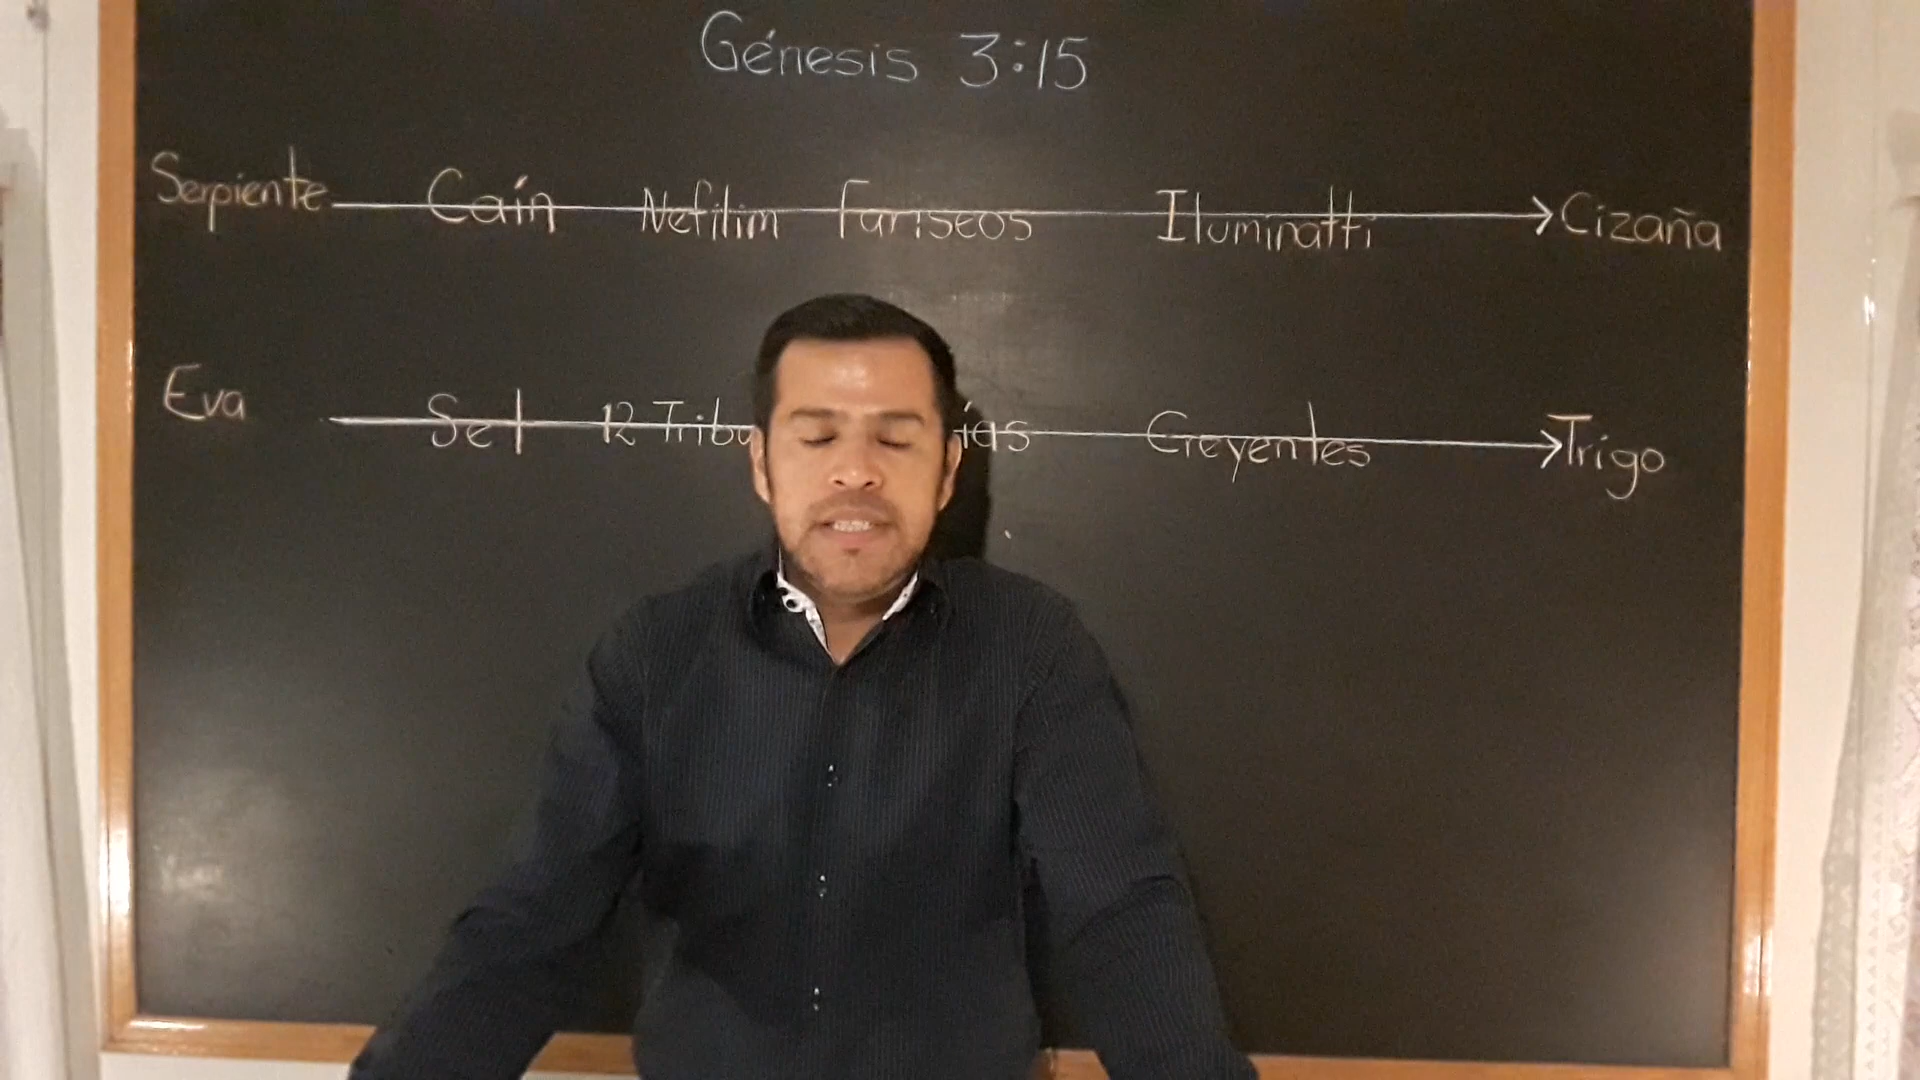 Génesis 3:15
Serpiente Caín Nefilim Fariseos Iluminatti Cizaña
Eva Set 12 Creyentes Trigo